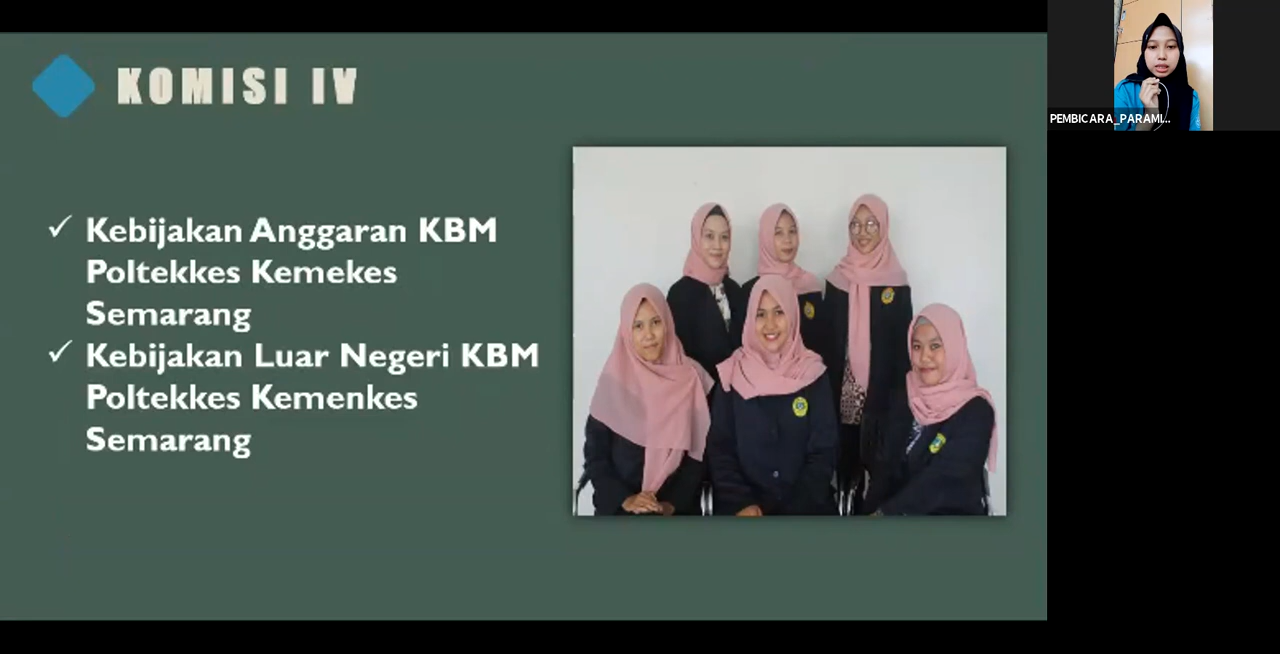 KOMISI IV
✓ Kebijakan Anggaran KBM
Poltekkes Kemekes
Semarang
✓ Kebijakan Luar Negeri KBM
Poltekkes Kemenkes
Semarang
PEMBICARA_PARAMI...